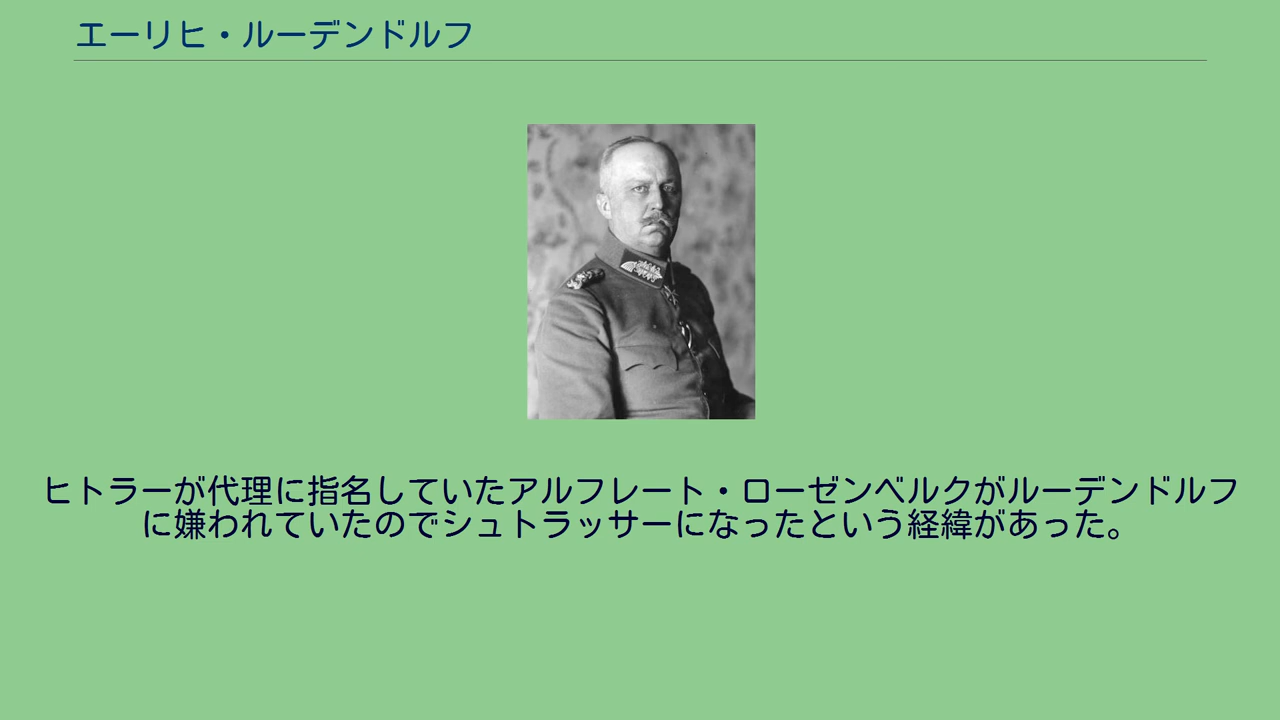 エーリヒ・ルーデンドルフ
ヒトラーが代理に指名していたアルフレート・ローゼンベルクがルーデンドルフ
に嫌われていたのでシュトラッサーになったという経緯があった。